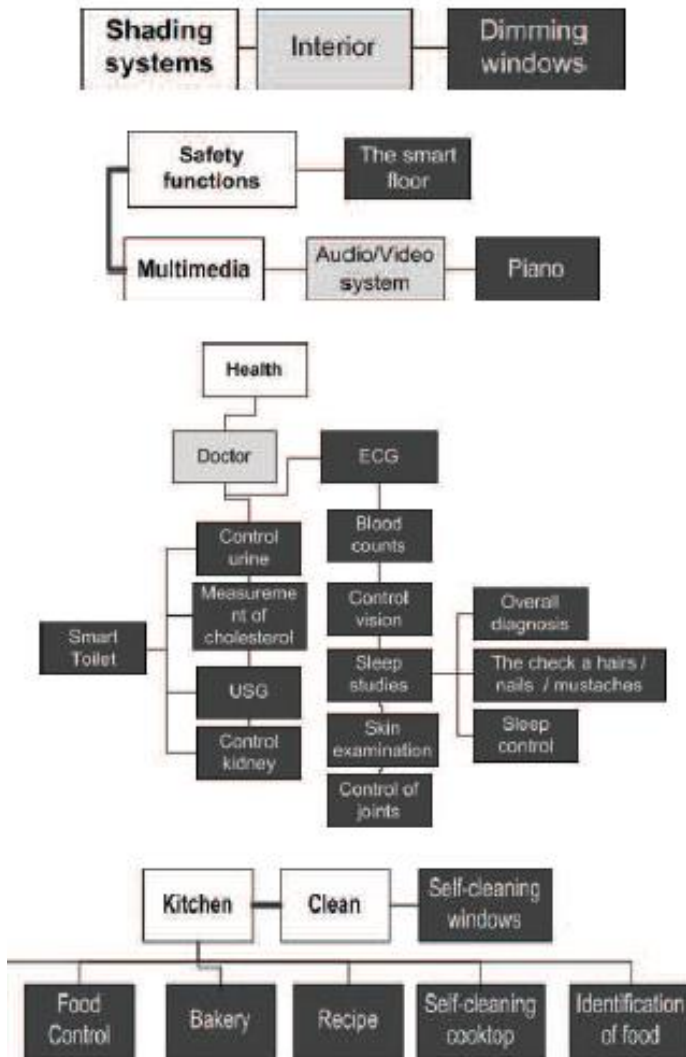 Shading
systems
Interior
Dimming
windows
Safety
functions
The smart
floor
Multimedia
Audio/Video
system
Piano
Health
Doctor
ECG
Control
urine
Blood
counts
Measureme
nt of
cholesterol
Control
vision
Overall
diagnosis
Smart
Toilet
USG
Sleep
studies
The check a hairs /
nails / mustaches
Control
kidney
Skin
examination
Sleep
control
Control of
joints
Kitchen
Clean
Self-cleaning
windows
Food
Control
Bakery
Recipe
Self-cleaning
cooktop
Identification
of food